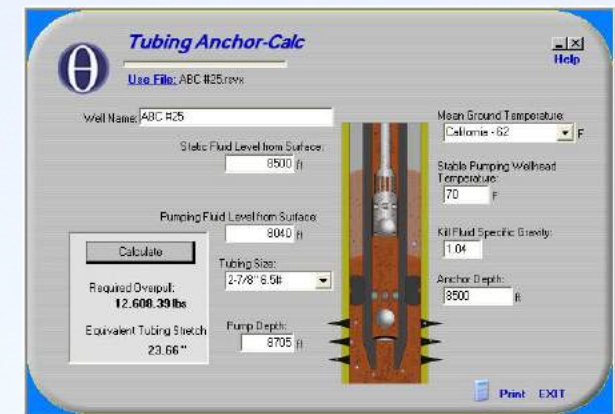 Tubing Anchor-Calc
Help
Use File: ABC #25.rsvx
Well Name: ABC #25
Mean Ground Temperature:
California - 62 F
Static Fluid Level from Surface:
8500 ft
Stable Pumping Wellhead
Temperature:
70 F
Pumping Fluid Level from Surface:
8040 ft
Kill Fluid Specific Gravity:
1.04
Calculate
Tubing Size:
2-7/8" 6.5#
Anchor Depth:
8500 ft
Required Overpull:
12,608.39 lbs
Equivalent Tubing Stretch
23.66 "
Pump Depth:
8705 ft
Print EXIT